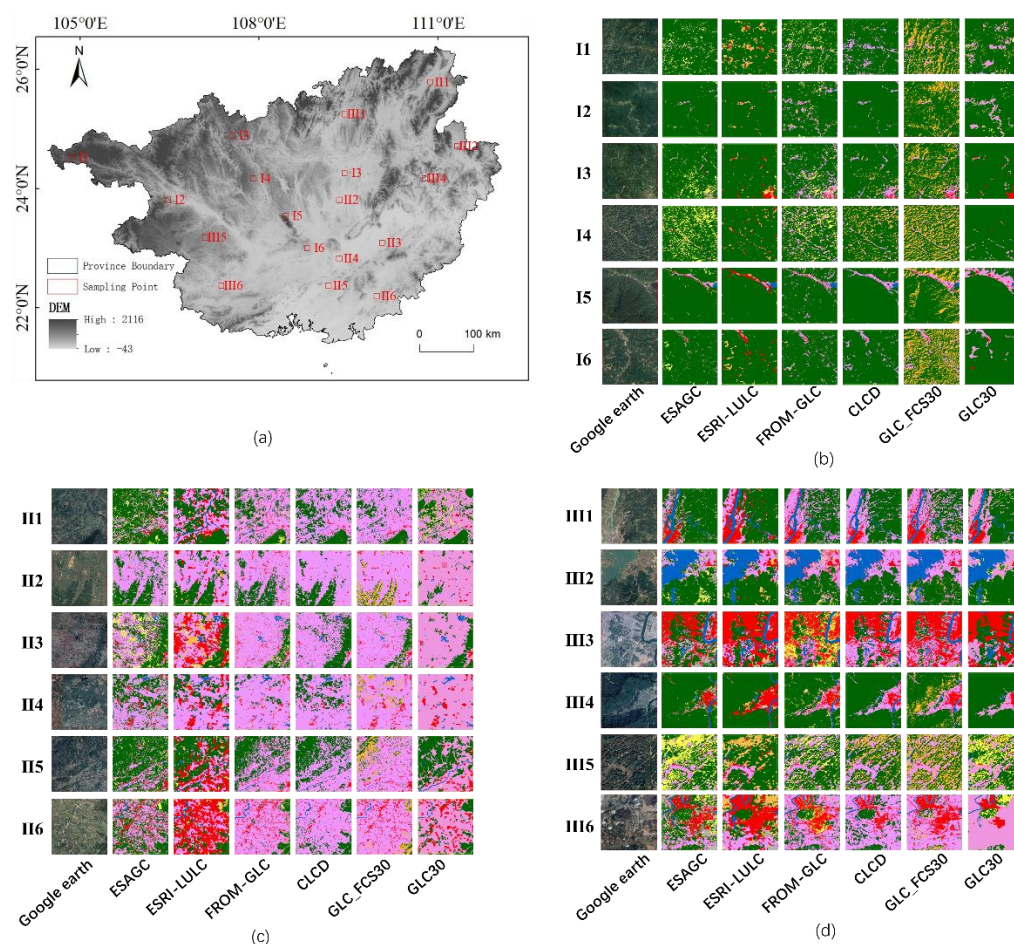 105°0′E
108°0′E
111°0′E
N
26°0′N
24°0′N
22°0′N
II1
III1
I3
III2
I3
I4
III4
I2
II2
I5
III5
II3
I6
II4
III6
II5
II6
Province Boundary
Sampling Point
DEM
High : 2116
Low : -43
0 100 km
(a)
I1
I2
I3
I4
I5
I6
Google earth
ESAGC
ESRI-LULC
FROM-GLC
CLCD
GLC_FCS30
GLC30
(b)
II1
II2
II3
II4
II5
II6
Google earth
ESAGC
ESRI-LULC
FROM-GLC
CLCD
GLC_FCS30
GLC30
(c)
III1
III2
III3
III4
III5
III6
Google earth
ESAGC
ESRI-LULC
FROM-GLC
CLCD
GLC_FCS30
GLC30
(d)